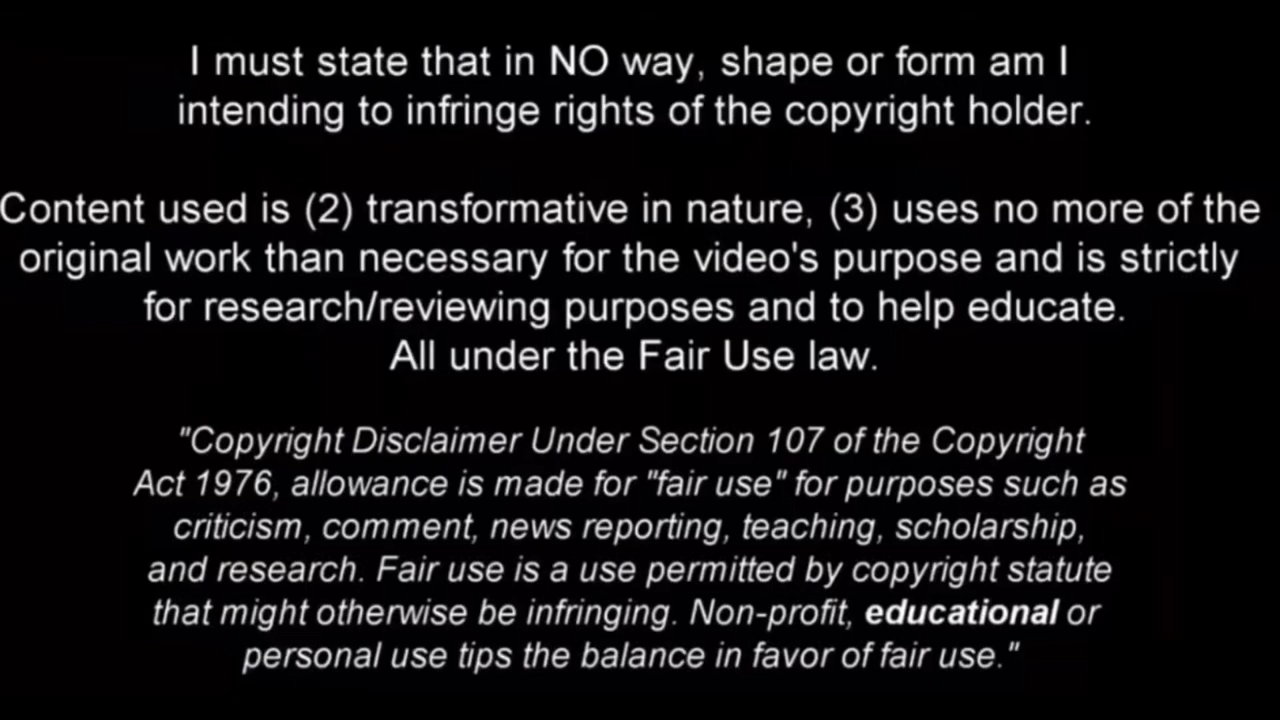 I must state that in NO way, shape or form am I
intending to infringe rights of the copyright holder.
Content used is (2) transformative in nature, (3) uses no more of the
original work than necessary for the video's purpose and is strictly
for research/reviewing purposes and to help educate.
All under the Fair Use law.
"Copyright Disclaimer Under Section 107 of the Copyright
Act 1976, allowance is made for "fair use" for purposes such as
criticism, comment, news reporting, teaching, scholarship,
and research. Fair use is a use permitted by copyright statute
that might otherwise be infringing. Non-profit, educational or
personal use tips the balance in favor of fair use."